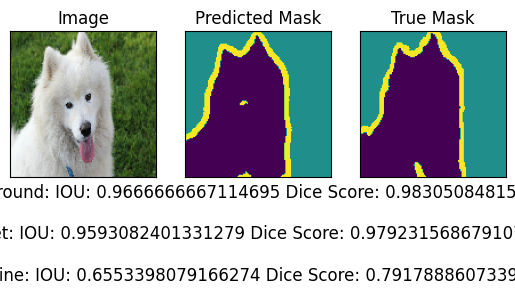 Image Predicted Mask True Mask
round: IOU: 0.9666666667114695 Dice Score: 0.98305084815
et: IOU: 0.9593082401331279 Dice Score: 0.97923156867910
ine: IOU: 0.6553398079166274 Dice Score: 0.7917888607339